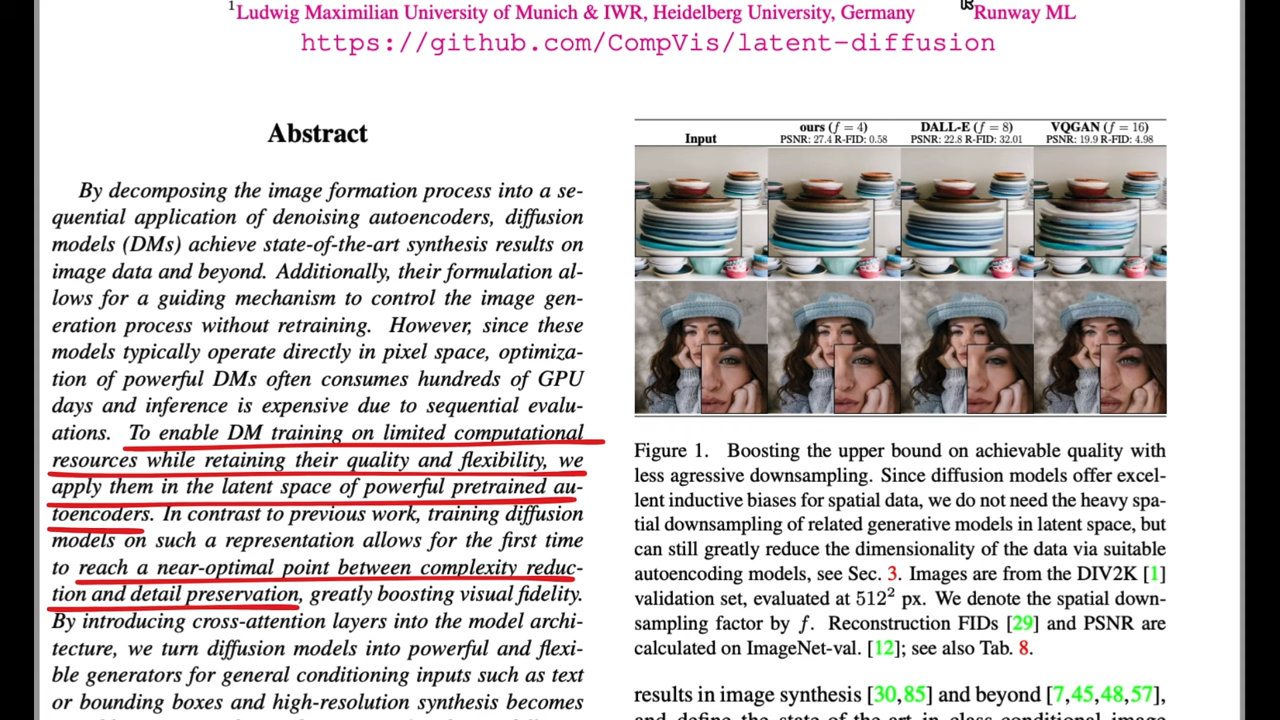 ¹Ludwig Maximilian University of Munich & IWR, Heidelberg University, Germany Runway ML
https://github.com/CompVis/latent-diffusion
Abstract
By decomposing the image formation process into a se-
quential application of denoising autoencoders, diffusion
models (DMs) achieve state-of-the-art synthesis results on
image data and beyond. Additionally, their formulation al-
lows for a guiding mechanism to control the image gen-
eration process without retraining. However, since these
models typically operate directly in pixel space, optimiza-
tion of powerful DMs often consumes hundreds of GPU
days and inference is expensive due to sequential evalu-
ations. To enable DM training on limited computational
resources while retaining their quality and flexibility, we
apply them in the latent space of powerful pretrained au-
toencoders. In contrast to previous work, training diffusion
models on such a representation allows for the first time
to reach a near-optimal point between complexity reduc-
tion and detail preservation, greatly boosting visual fidelity.
By introducing cross-attention layers into the model archi-
tecture, we turn diffusion models into powerful and flexi-
ble generators for general conditioning inputs such as text
or bounding boxes and high-resolution synthesis becomes
Input
ours (f = 4)
PSNR: 27.4 R-FID: 0.58
DALL-E (f = 8)
PSNR: 22.8 R-FID: 32.01
VQGAN (f = 16)
PSNR: 19.9 R-FID: 4.98
Figure 1. Boosting the upper bound on achievable quality with
less agressive downsampling. Since diffusion models offer excel-
lent inductive biases for spatial data, we do not need the heavy spa-
tial downsampling of related generative models in latent space, but
can still greatly reduce the dimensionality of the data via suitable
autoencoding models, see Sec. 3. Images are from the DIV2K [1]
validation set, evaluated at 512² px. We denote the spatial down-
sampling factor by f. Reconstruction FIDs [29] and PSNR are
calculated on ImageNet-val. [12]; see also Tab. 8.
results in image synthesis [30,85] and beyond [7,45,48,57],
and define the state-of-the-art in class-conditional image